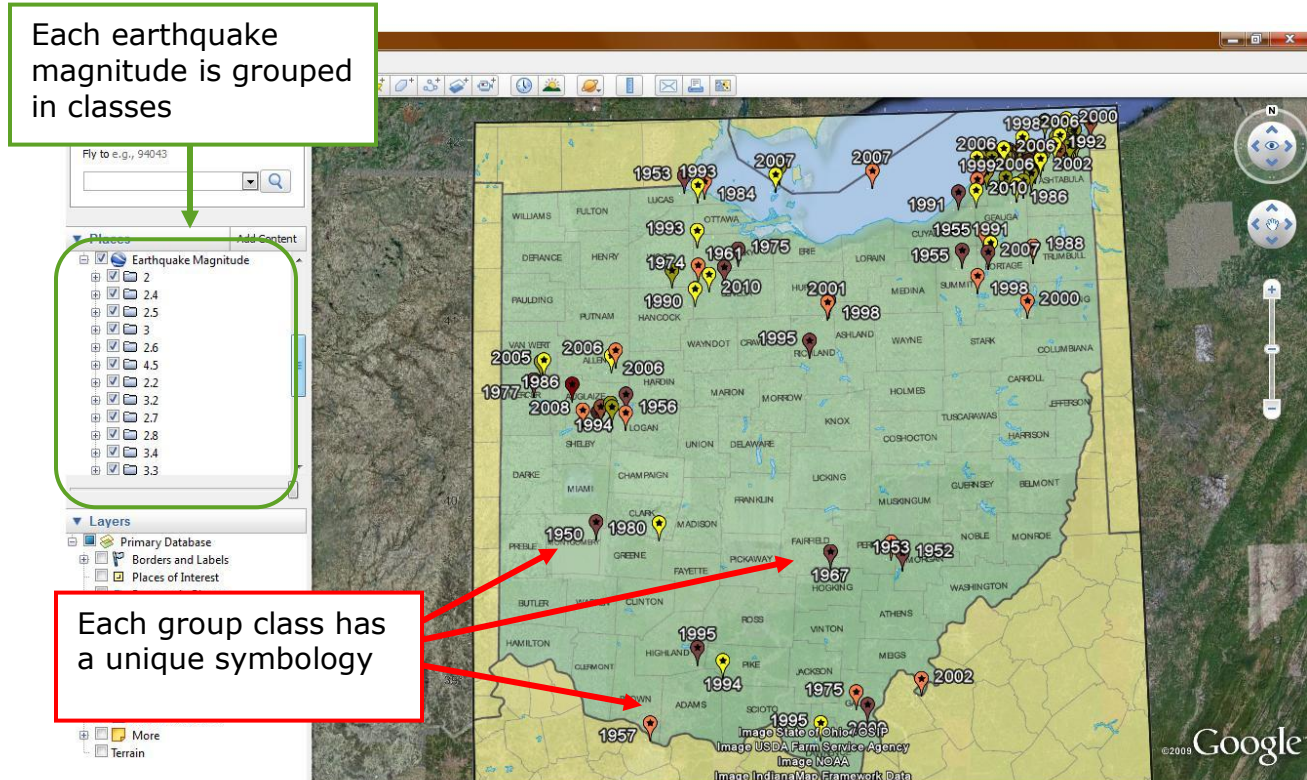 Each earthquake
magnitude is grouped
in classes
Fly to e.g., 94043
Places
Add Content
Earthquake Magnitude
2
2.4
2.5
3
2.6
4.5
2.2
3.2
2.7
2.8
3.4
3.3
Layers
Primary Database
Borders and Labels
Places of Interest
More
Terrain
Each group class has
a unique symbology
N
1998 2006 2000
2006 2006 1992
1953 1993 2007 2007 1999 2006 2002
LUCAS 1984 ASHTABULA
1991 2010 1986
WILLIAMS FULTON OTTAWA GEAUGA
1993 1955 1991
DEFIANCE HENRY 1961 1975 ERIE LORAIN 1955 2007 1988
PORTAGE TRUMBULL
1974 2010 MEDINA SUMMIT
PAULDING 1990 2001 1998 2000
PUTNAM HANCOCK 1998
VAN WERT 2006 WYANDOT 1995 ASHLAND WAYNE STARK
2005 ALLEN 2006 RICHLAND COLUMBIANA
1977 1986 HARDIN CARROLL
AUGLAIZE MARION MORROW HOLMES JEFFERSON
2008 1956 KNOX TUSCARAWAS
1994 LOGAN
SHELBY UNION DELAWARE COSHOCTON HARRISON
DARKE CHAMPAIGN LICKING
MIAMI GUERNSEY BELMONT
FRANKLIN MUSKINGUM
CLARK
1950 1980 MADISON NOBLE MONROE
PREBLE MONTGOMERY FAIRFIELD 1953 1952
GREENE PICKAWAY MORGAN
FAYETTE 1967
HOCKING WASHINGTON
BUTLER WARREN CLINTON ATHENS
ROSS VINTON
HAMILTON 1995
HIGHLAND MEIGS
CLERMONT PIKE JACKSON
1994 2002
BROWN ADAMS 1975
SCIOTO
1957 1995
Image State of Ohio / OSIP
Image USDA Farm Service Agency
Image NOAA
Image IndianaMap Framework Data
©2009 Google